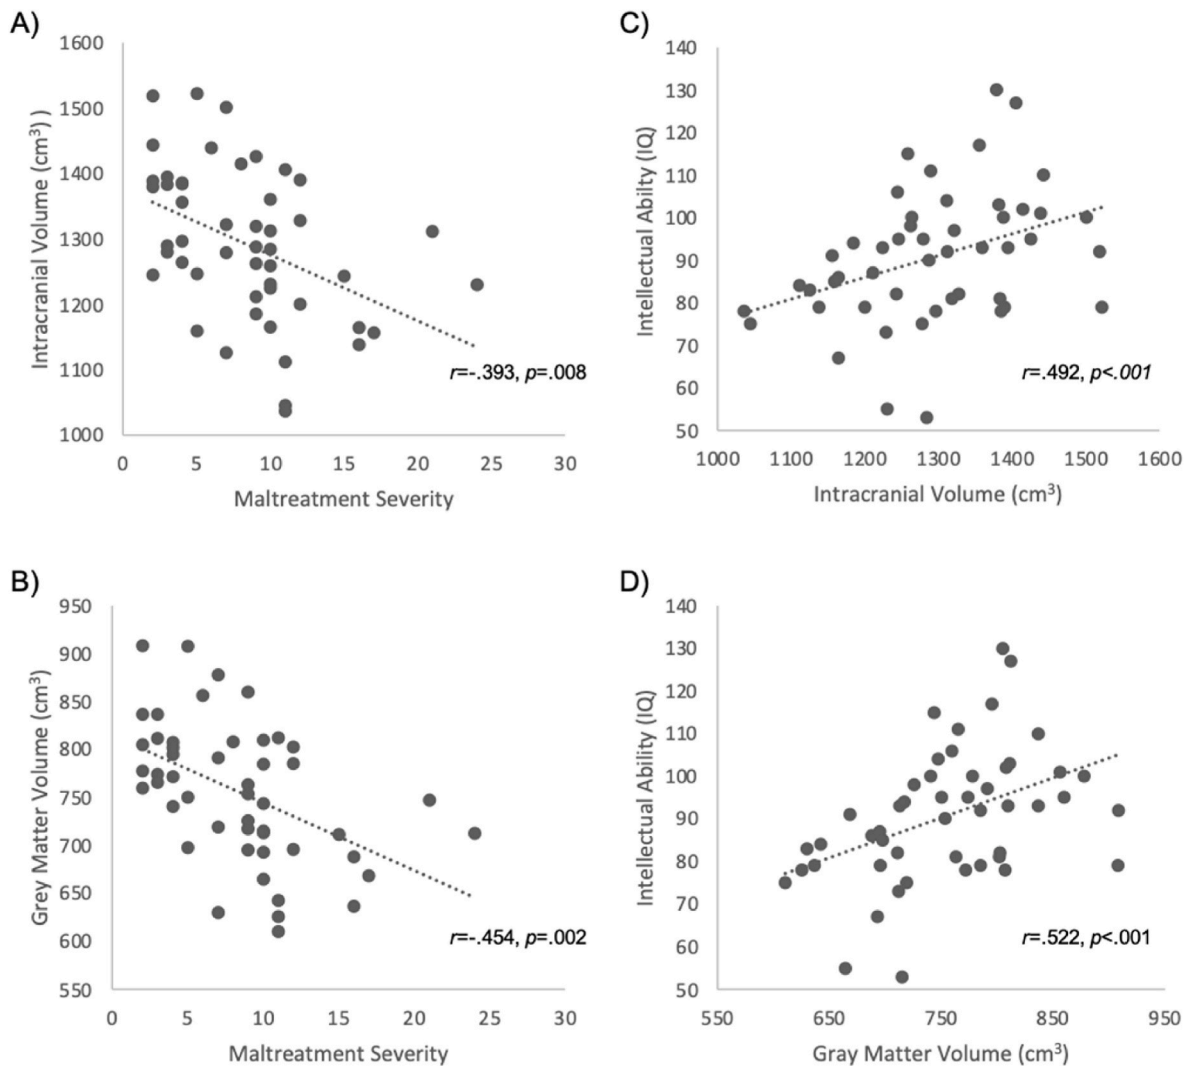 A)
Intracranial Volume (cm³) )
1600
1500
1400
1300
1200
1100
1000
0 5 10 15 20 25 30
Maltreatment Severity
r=-.393, p=.008
C)
Intellectual Abilty (IQ)
140
130
120
110
100
90
80
70
60
50
1000 1100 1200 1300 1400 1500 1600
Intracranial Volume (cm³)
r=.492, p<.001
B)
Grey Matter Volume (cm³)
950
900
850
800
750
700
650
600
550
0 5 10 15 20 25 30
Maltreatment Severity
r=-.454, p=.002
D)
Intellectual Ability (IQ)
140
130
120
110
100
90
80
70
60
50
550 650 750 850 950
Gray Matter Volume (cm³)
r=.522, p<.001